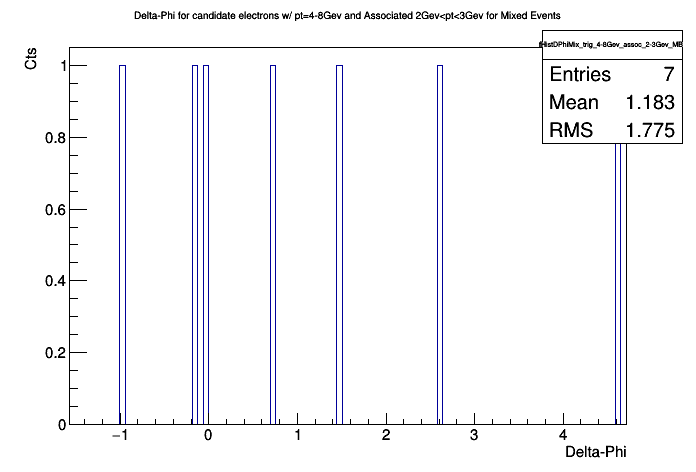 Delta-Phi for candidate electrons w/ pt=4-8Gev and Associated 2Gev<pt<3Gev for Mixed Events
Cts
fHistDPhiMix_trig_4-8Gev_assoc_2-3Gev_MB
Entries 7
Mean 1.183
RMS 1.775
1
0.8
0.6
0.4
0.2
0
−1 0 1 2 3 4
Delta-Phi